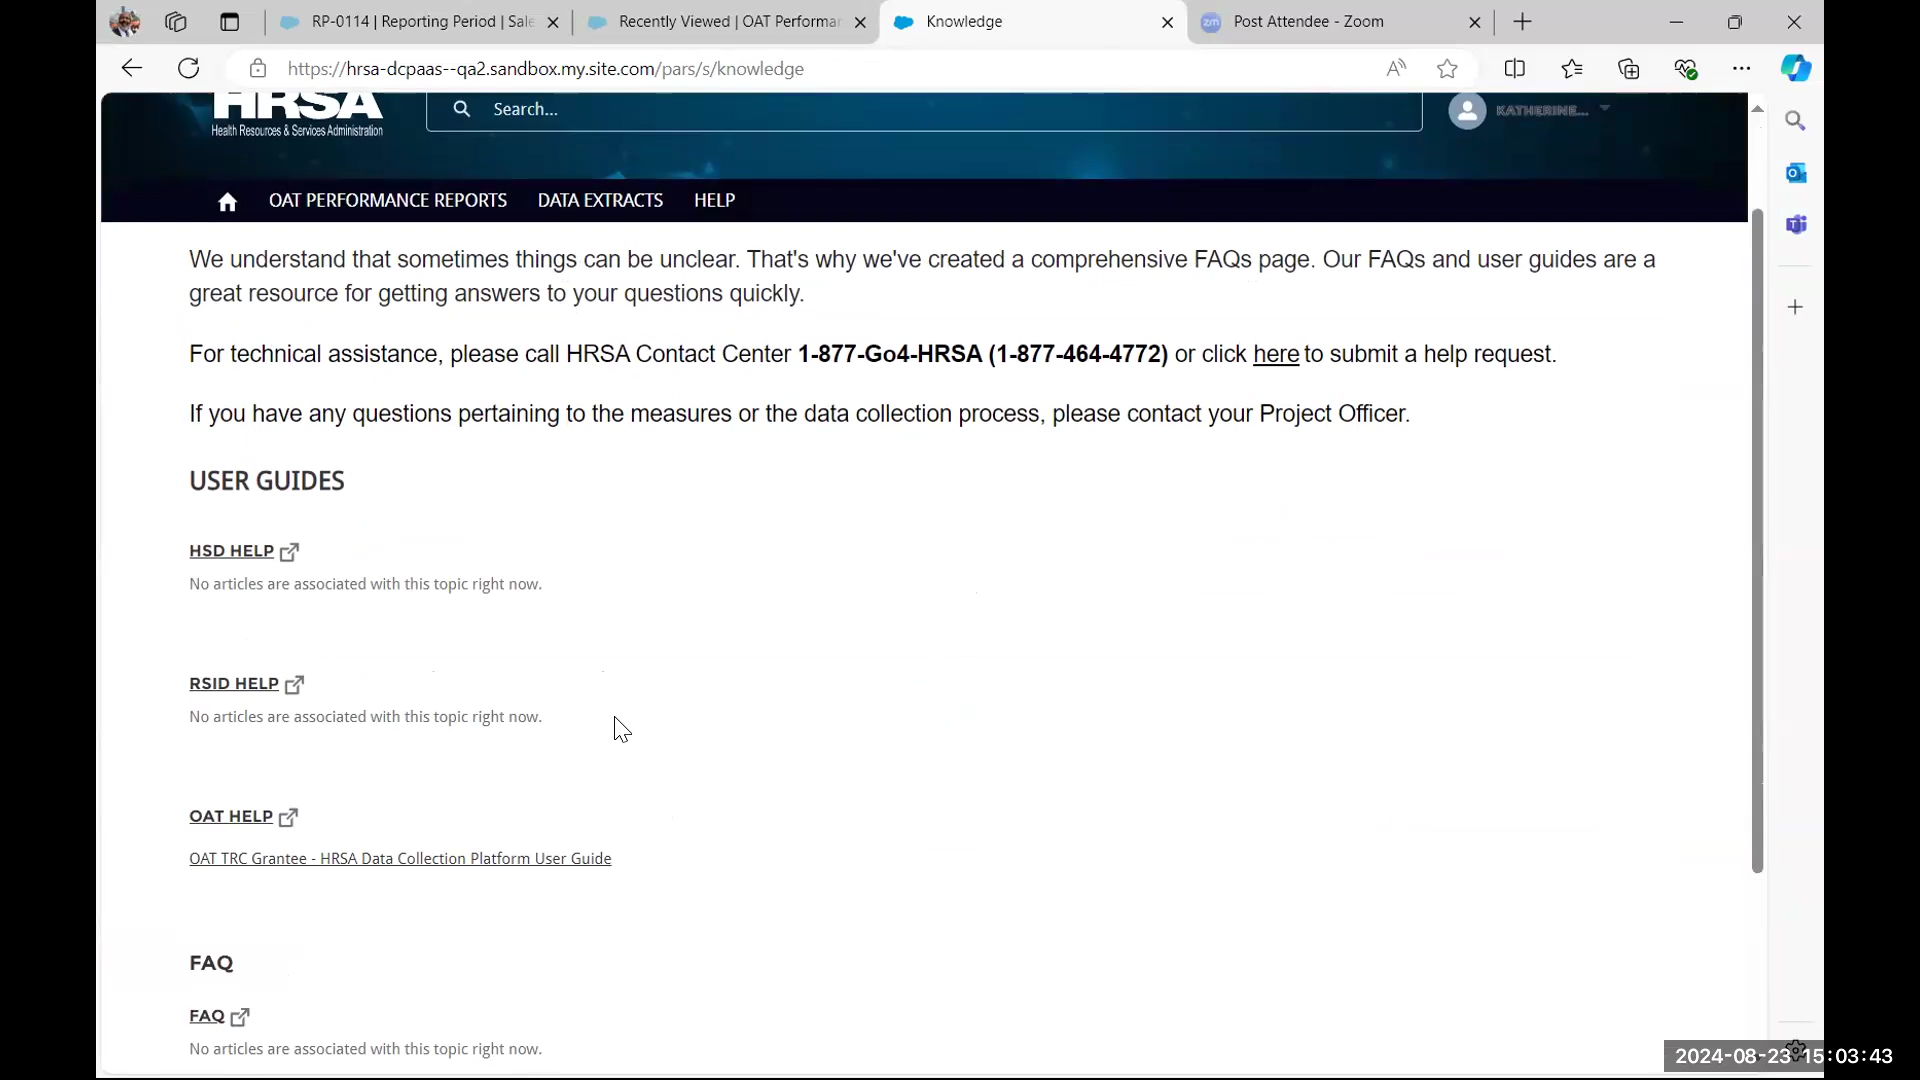 RP-0114 | Reporting Period | Sale
Recently Viewed | OAT Performar
Knowledge
zm
Post Attendee - Zoom
https://hrsa-dcpaas--qa2.sandbox.my.site.com/pars/s/knowledge
HRSA
Health Resources & Services Administration
Search...
KATHERINE...
OAT PERFORMANCE REPORTS
DATA EXTRACTS
HELP
We understand that sometimes things can be unclear. That's why we've created a comprehensive FAQs page. Our FAQs and user guides are a
great resource for getting answers to your questions quickly.
For technical assistance, please call HRSA Contact Center 1-877-Go4-HRSA (1-877-464-4772) or click here to submit a help request.
If you have any questions pertaining to the measures or the data collection process, please contact your Project Officer.
USER GUIDES
HSD HELP
No articles are associated with this topic right now.
RSID HELP
No articles are associated with this topic right now.
OAT HELP
OAT TRC Grantee - HRSA Data Collection Platform User Guide
FAQ
FAQ
No articles are associated with this topic right now.
2024-08-23 15:03:43